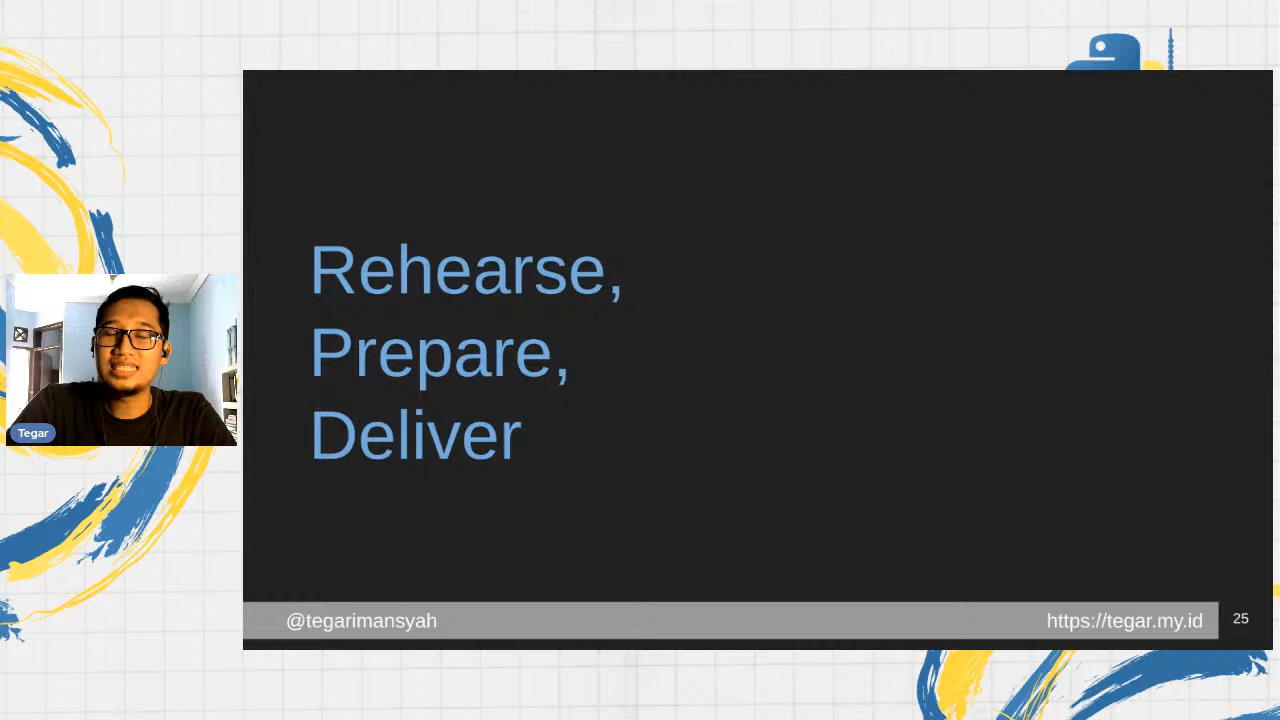 Rehearse,
Prepare,
Deliver
Tegar
@tegarimansyah
https://tegar.my.id
25